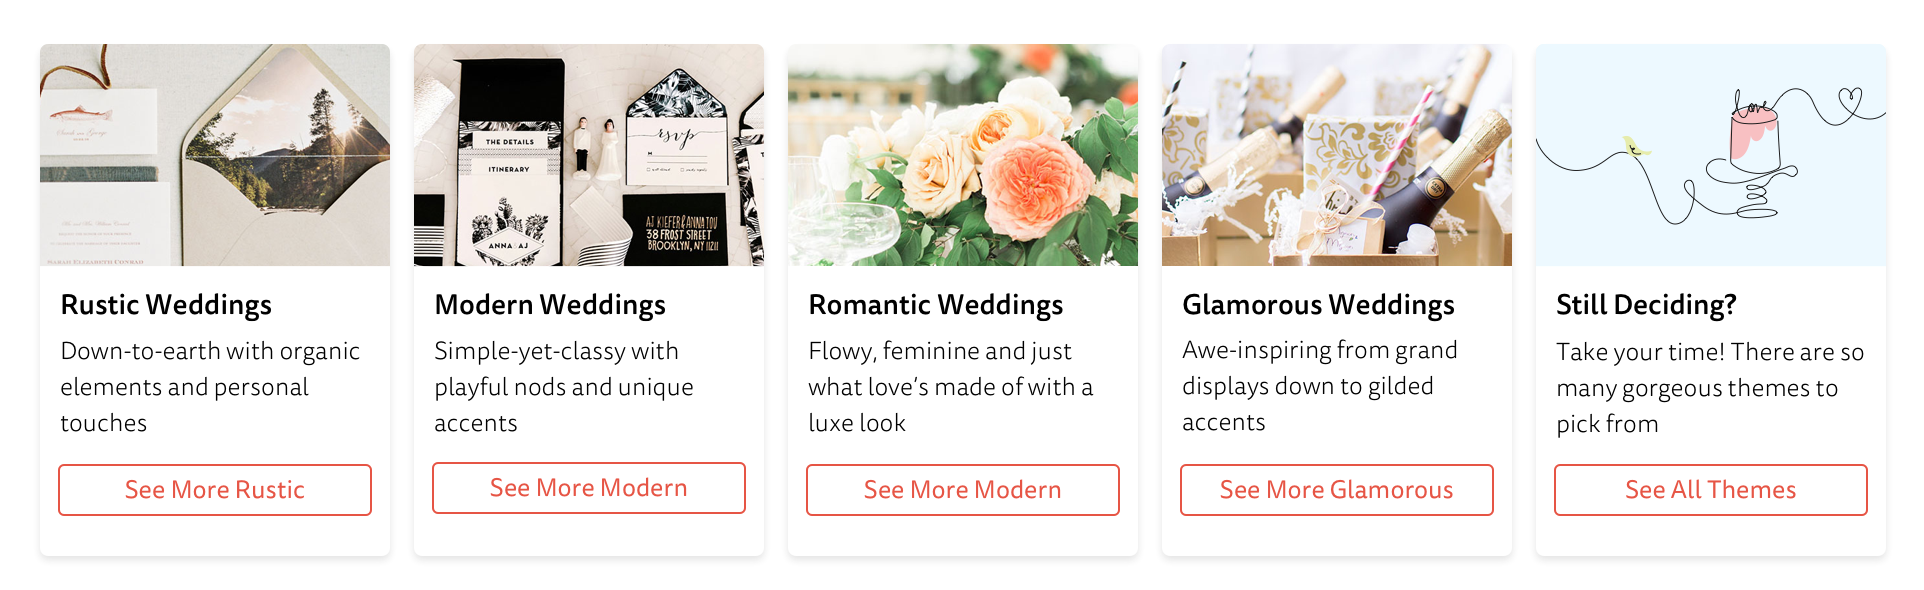 THE DETAILS
ITINERARY
ANNA & AJ
rsvp
M
AJ KIEFER & ANNA TOU
38 FROST STREET
BROOKLYN, NY 11211
SARAH ELIZABETH CONRAD
love
Rustic Weddings
Down-to-earth with organic
elements and personal
touches
See More Rustic
Modern Weddings
Simple-yet-classy with
playful nods and unique
accents
See More Modern
Romantic Weddings
Flowy, feminine and just
what love’s made of with a
luxe look
See More Modern
Glamorous Weddings
Awe-inspiring from grand
displays down to gilded
accents
See More Glamorous
Still Deciding?
Take your time! There are so
many gorgeous themes to
pick from
See All Themes